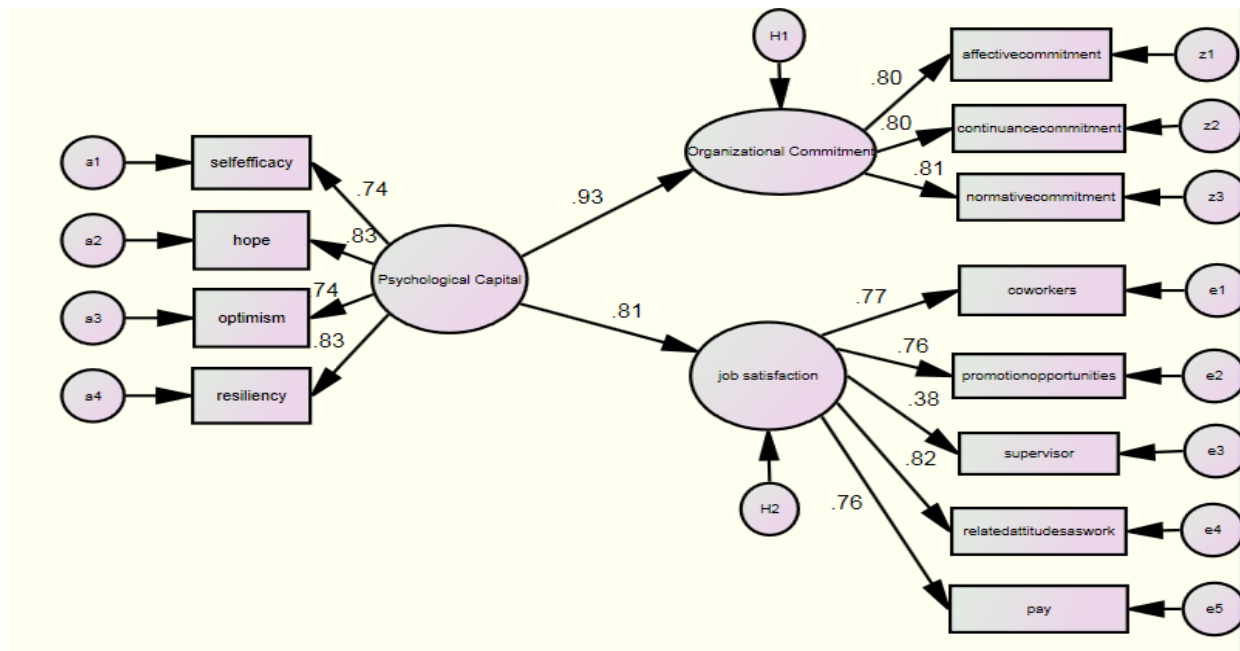 H1
affectivecommitment
z1
.80
continuancecommitment
z2
.80
Organizational Commitment
.81
normativecommitment
z3
a1
selfefficacy
.74
.93
a2
hope
.83
Psychological Capital
a3
optimism
.74
.81
a4
resiliency
.83
coworkers
e1
.77
job satisfaction
.76
promotionopportunities
e2
.38
supervisor
e3
.82
H2
.76
relatedattitudesaswork
e4
pay
e5